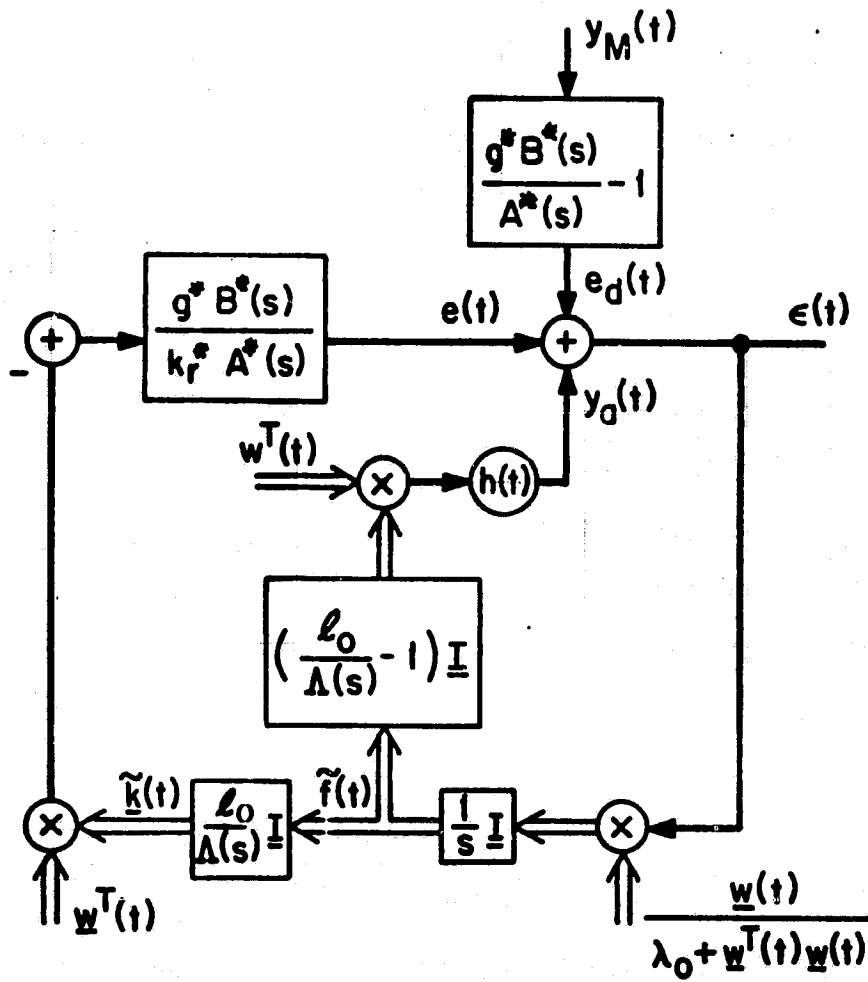 y_M(t)
g* B*(s)
A*(s)
- 1
e_d(t)
g* B*(s)
k_r* A*(s)
+
-
e(t)
+
ϵ(t)
y_a(t)
w^T(t)
×
h(t)
( ℓ_0
Λ(s)
- 1 ) I
k̃(t)
ℓ_0
Λ(s)
I
f̃(t)
1
s
I
×
×
w^T(t)
w(t)
λ_0 + w^T(t) w(t)